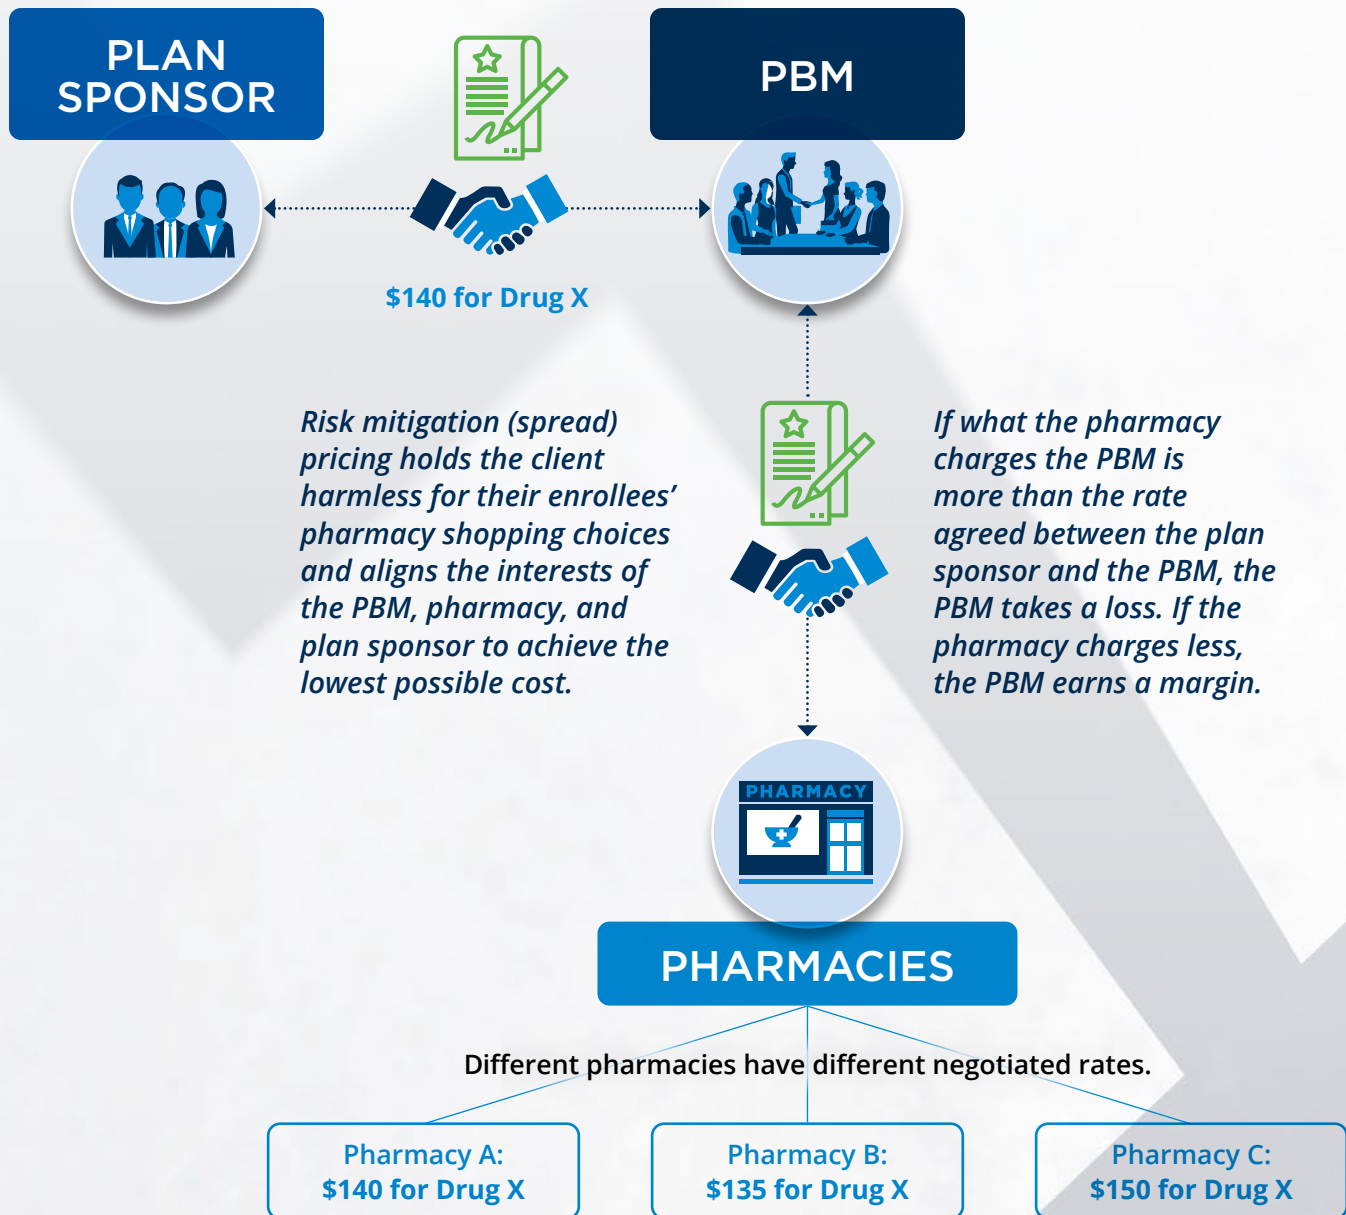 PLAN
SPONSOR
PBM
$140 for Drug X
Risk mitigation (spread)
pricing holds the client
harmless for their enrollees’
pharmacy shopping choices
and aligns the interests of
the PBM, pharmacy, and
plan sponsor to achieve the
lowest possible cost.
If what the pharmacy
charges the PBM is
more than the rate
agreed between the plan
sponsor and the PBM, the
PBM takes a loss. If the
pharmacy charges less,
the PBM earns a margin.
PHARMACY
PHARMACIES
Different pharmacies have different negotiated rates.
Pharmacy A:
$140 for Drug X
Pharmacy B:
$135 for Drug X
Pharmacy C:
$150 for Drug X